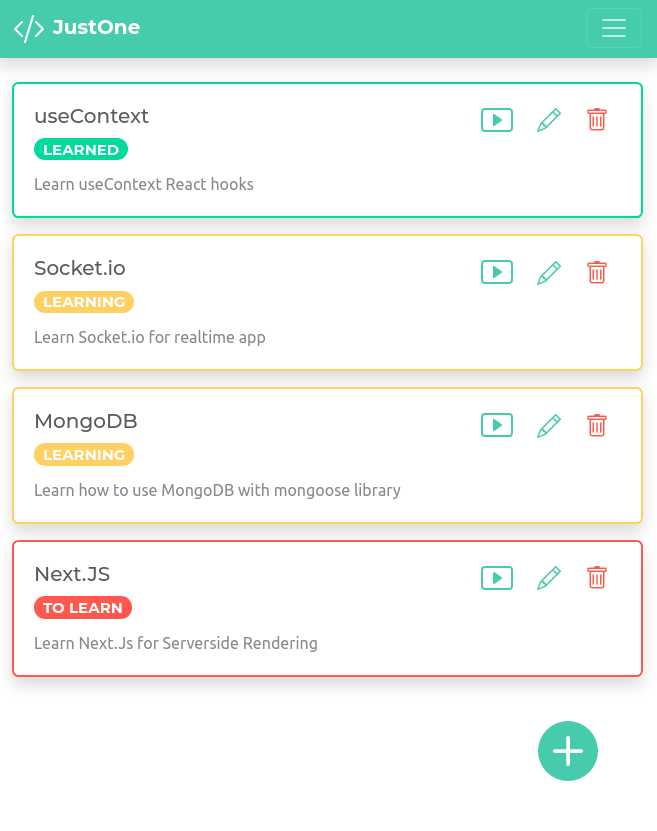 JustOne
useContext
LEARNED
Learn useContext React hooks
Socket.io
LEARNING
Learn Socket.io for realtime app
MongoDB
LEARNING
Learn how to use MongoDB with mongoose library
Next.JS
TO LEARN
Learn Next.Js for Serverside Rendering